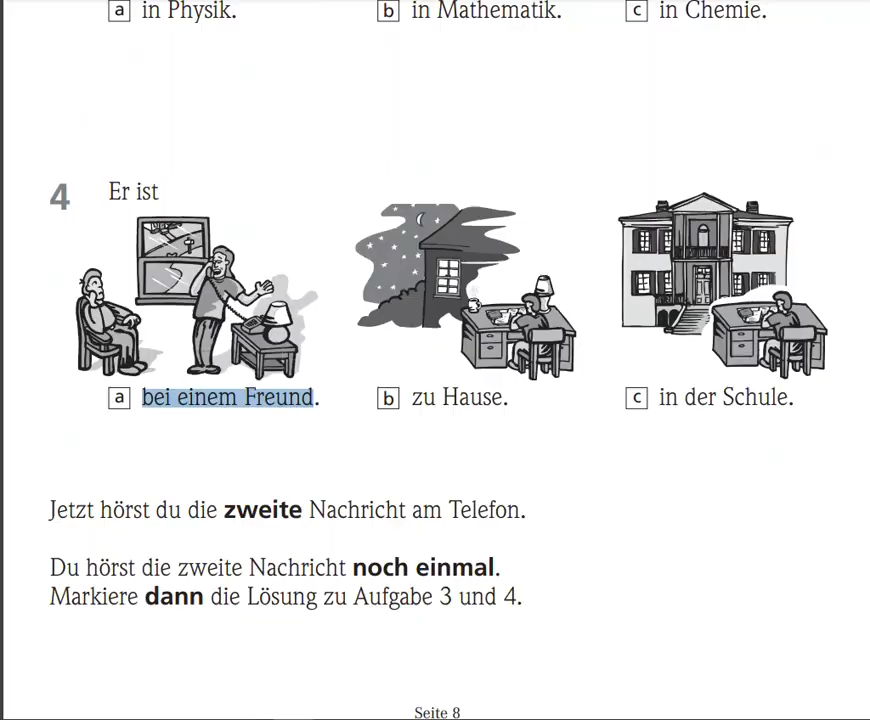 a in Physik. b in Mathematik. c in Chemie.
4 Er ist
a bei einem Freund. b zu Hause. c in der Schule.
Jetzt hörst du die zweite Nachricht am Telefon.
Du hörst die zweite Nachricht noch einmal.
Markiere dann die Lösung zu Aufgabe 3 und 4.
Seite 8